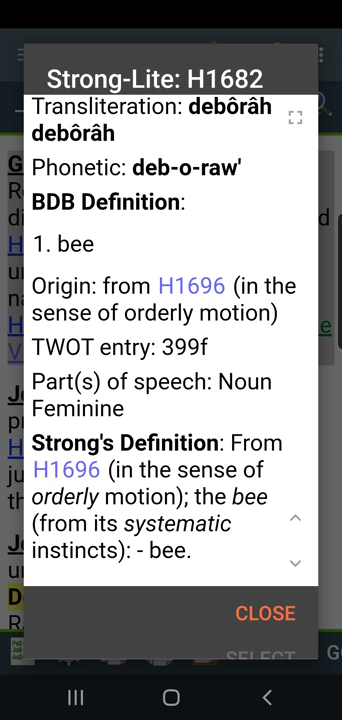 Strong-Lite: H1682
Transliteration: debôrâh
debôrâh
Phonetic: deb-o-raw'
BDB Definition:
1. bee
Origin: from H1696 (in the
sense of orderly motion)
TWOT entry: 399f
Part(s) of speech: Noun
Feminine
Strong's Definition: From
H1696 (in the sense of
orderly motion); the bee
(from its systematic
instincts): - bee.
CLOSE
SELECT